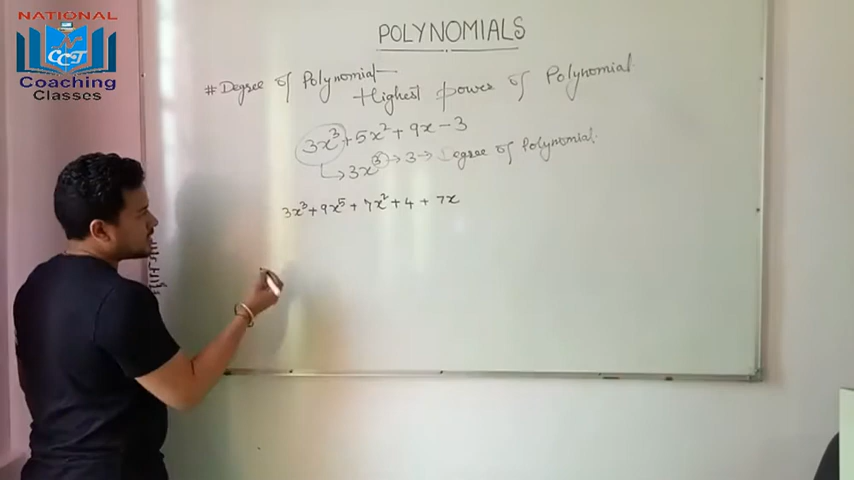 NATIONAL
CCT
Coaching
Classes
POLYNOMIALS
# Degree of Polynomial — Highest power of Polynomial
3x³ + 5x² + 9x - 3
↳ 3x³ → 3 → Degree of Polynomial.
3x³ + 9x⁵ + 7x² + 4 + 7x